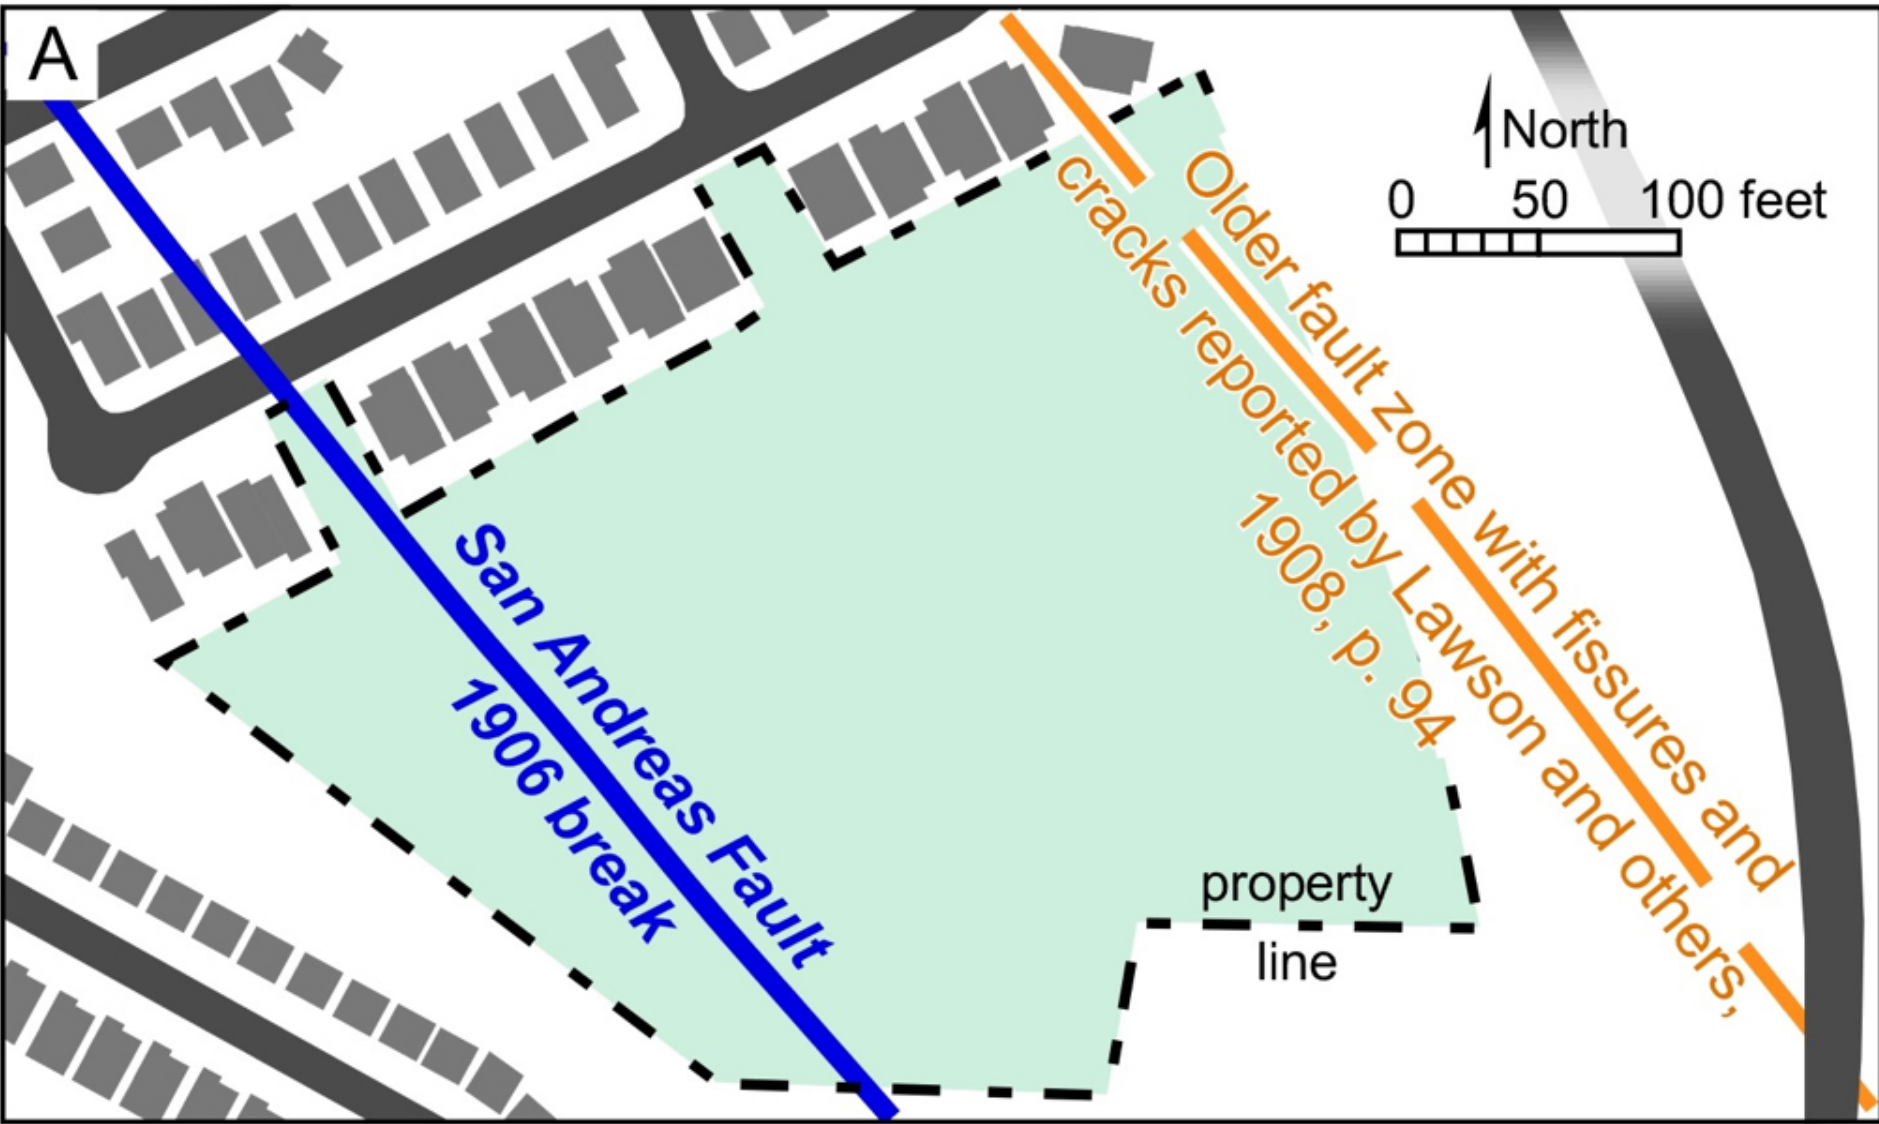 A
North
0 50 100 feet
Older fault zone with fissures and
cracks reported by Lawson and others,
1908, p. 94
San Andreas Fault
1906 break
property
line